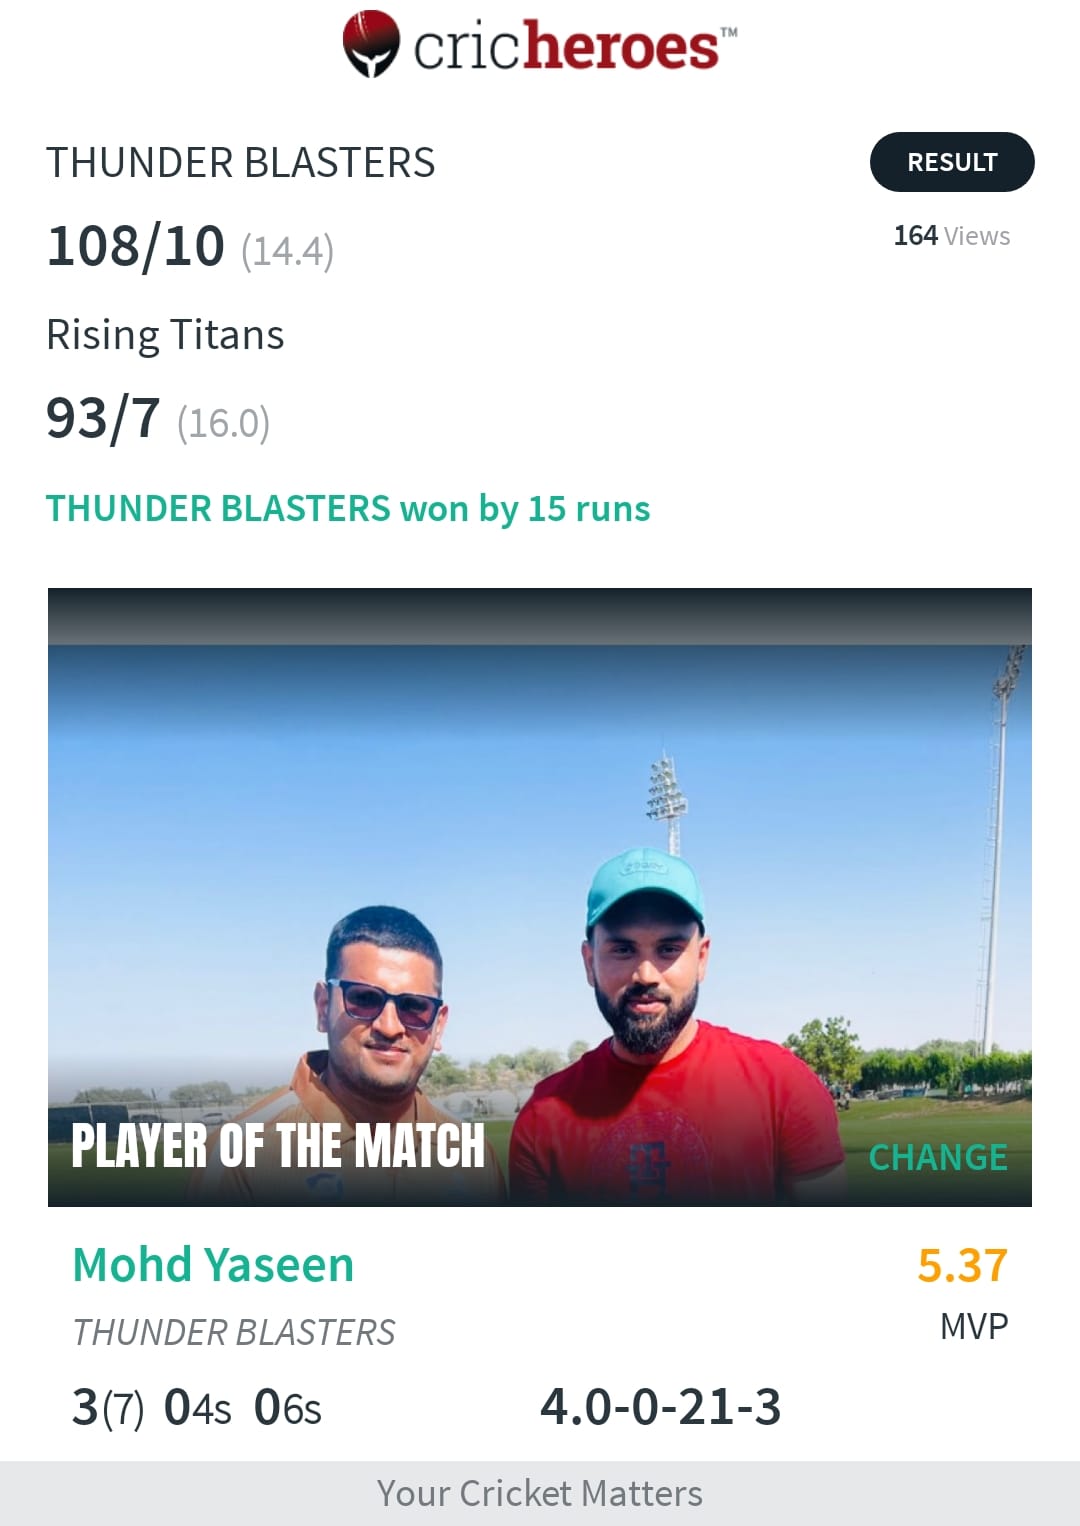 cricheroes™
THUNDER BLASTERS
RESULT
108/10 (14.4)
164 Views
Rising Titans
93/7 (16.0)
THUNDER BLASTERS won by 15 runs
PLAYER OF THE MATCH
CHANGE
Mohd Yaseen
5.37
THUNDER BLASTERS
MVP
3(7) 04s 06s
4.0-0-21-3
Your Cricket Matters